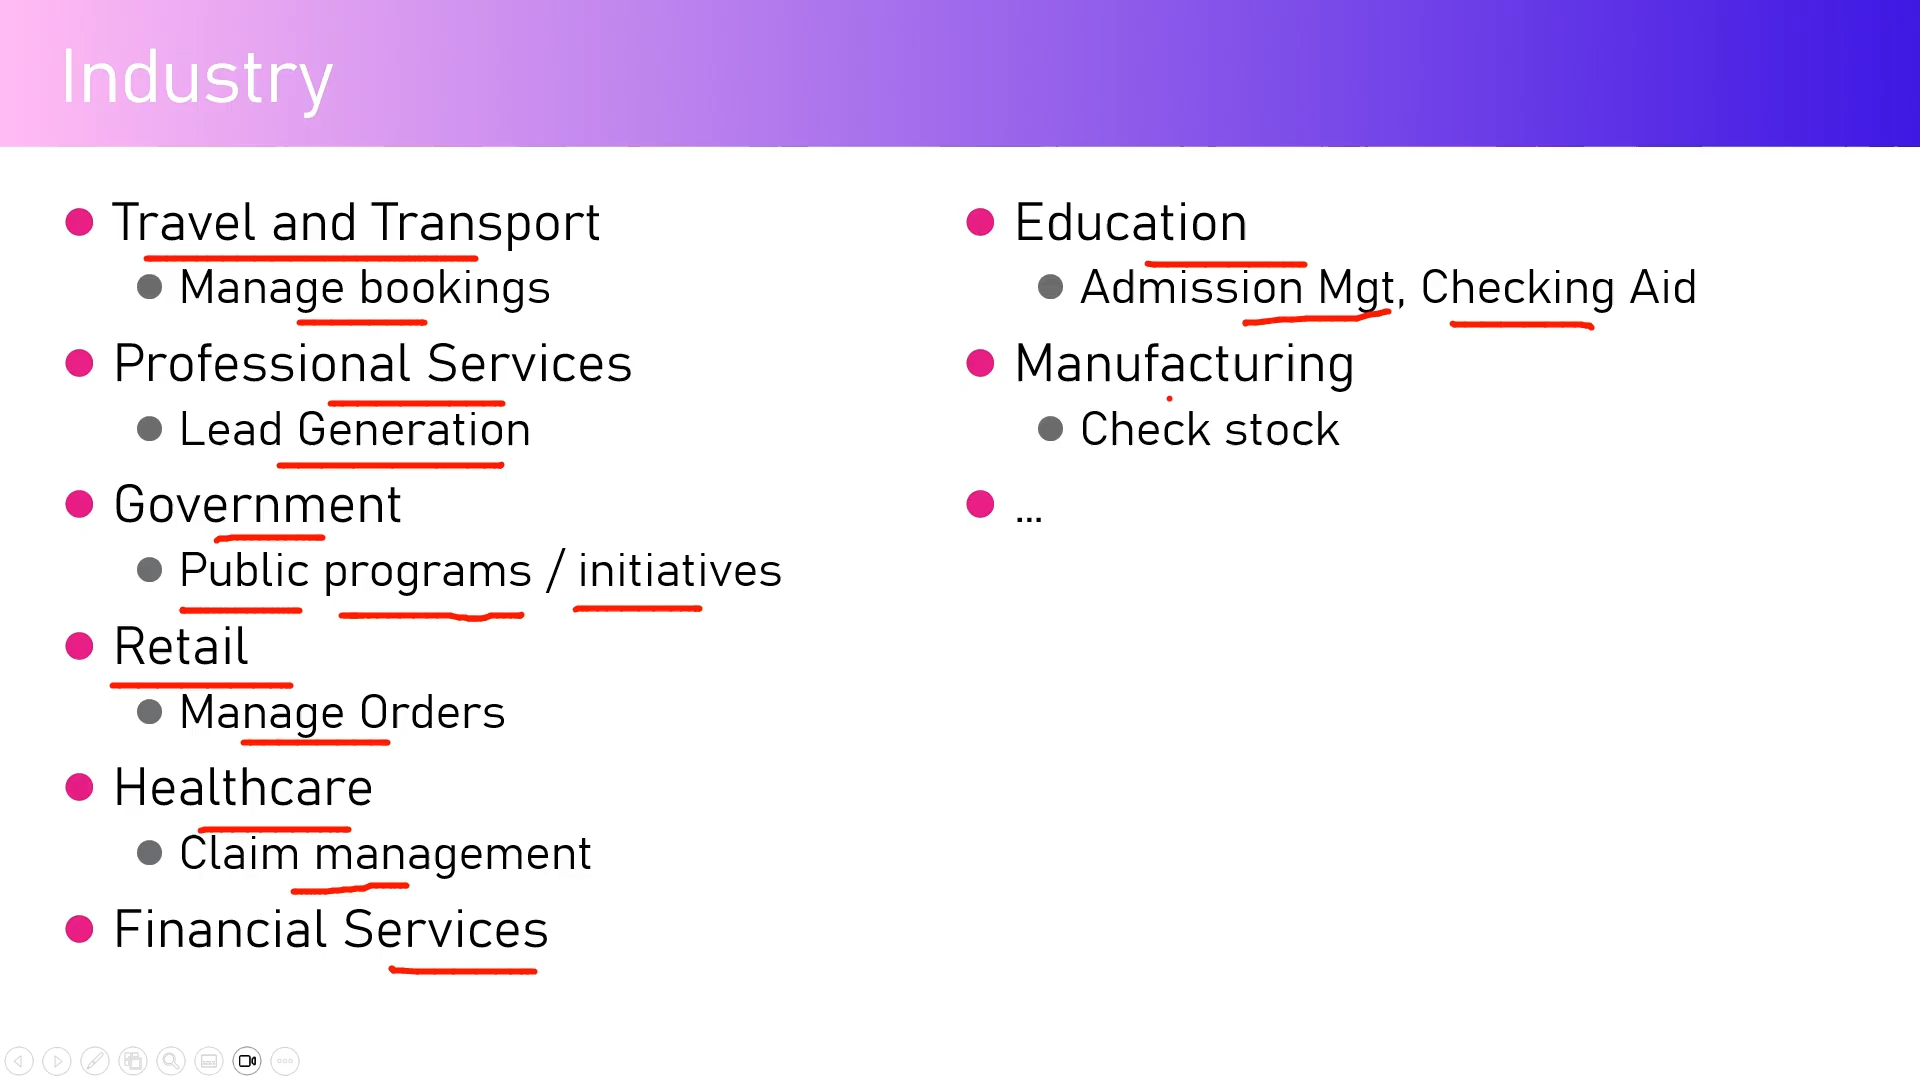 Industry
Travel and Transport
Manage bookings
Professional Services
Lead Generation
Government
Public programs / initiatives
Retail
Manage Orders
Healthcare
Claim management
Financial Services
Education
Admission Mgt, Checking Aid
Manufacturing
Check stock
...